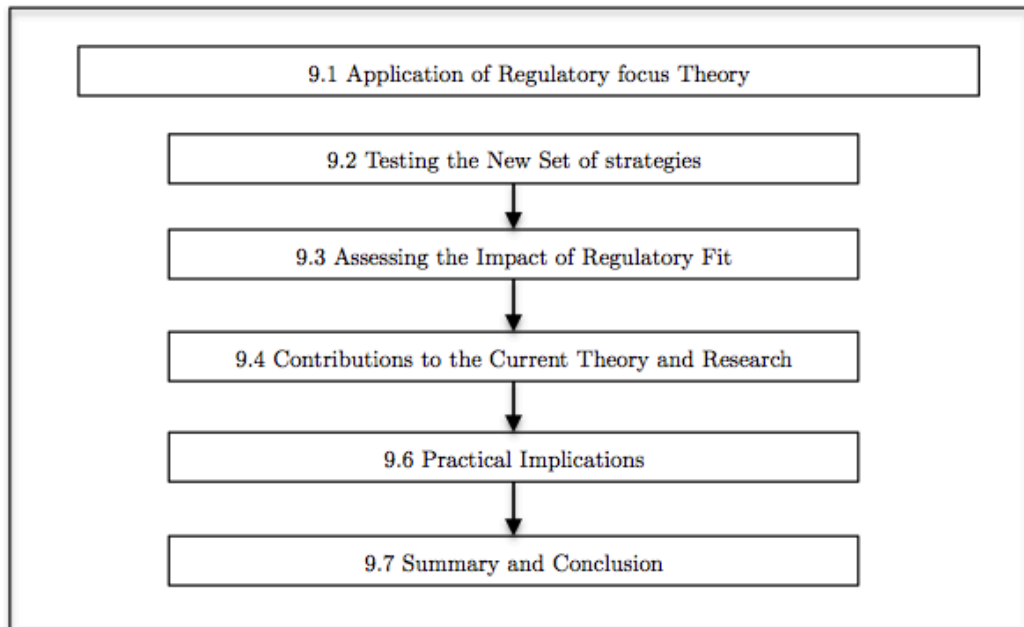 9.1 Application of Regulatory focus Theory
9.2 Testing the New Set of strategies
9.3 Assessing the Impact of Regulatory Fit
9.4 Contributions to the Current Theory and Research
9.6 Practical Implications
9.7 Summary and Conclusion